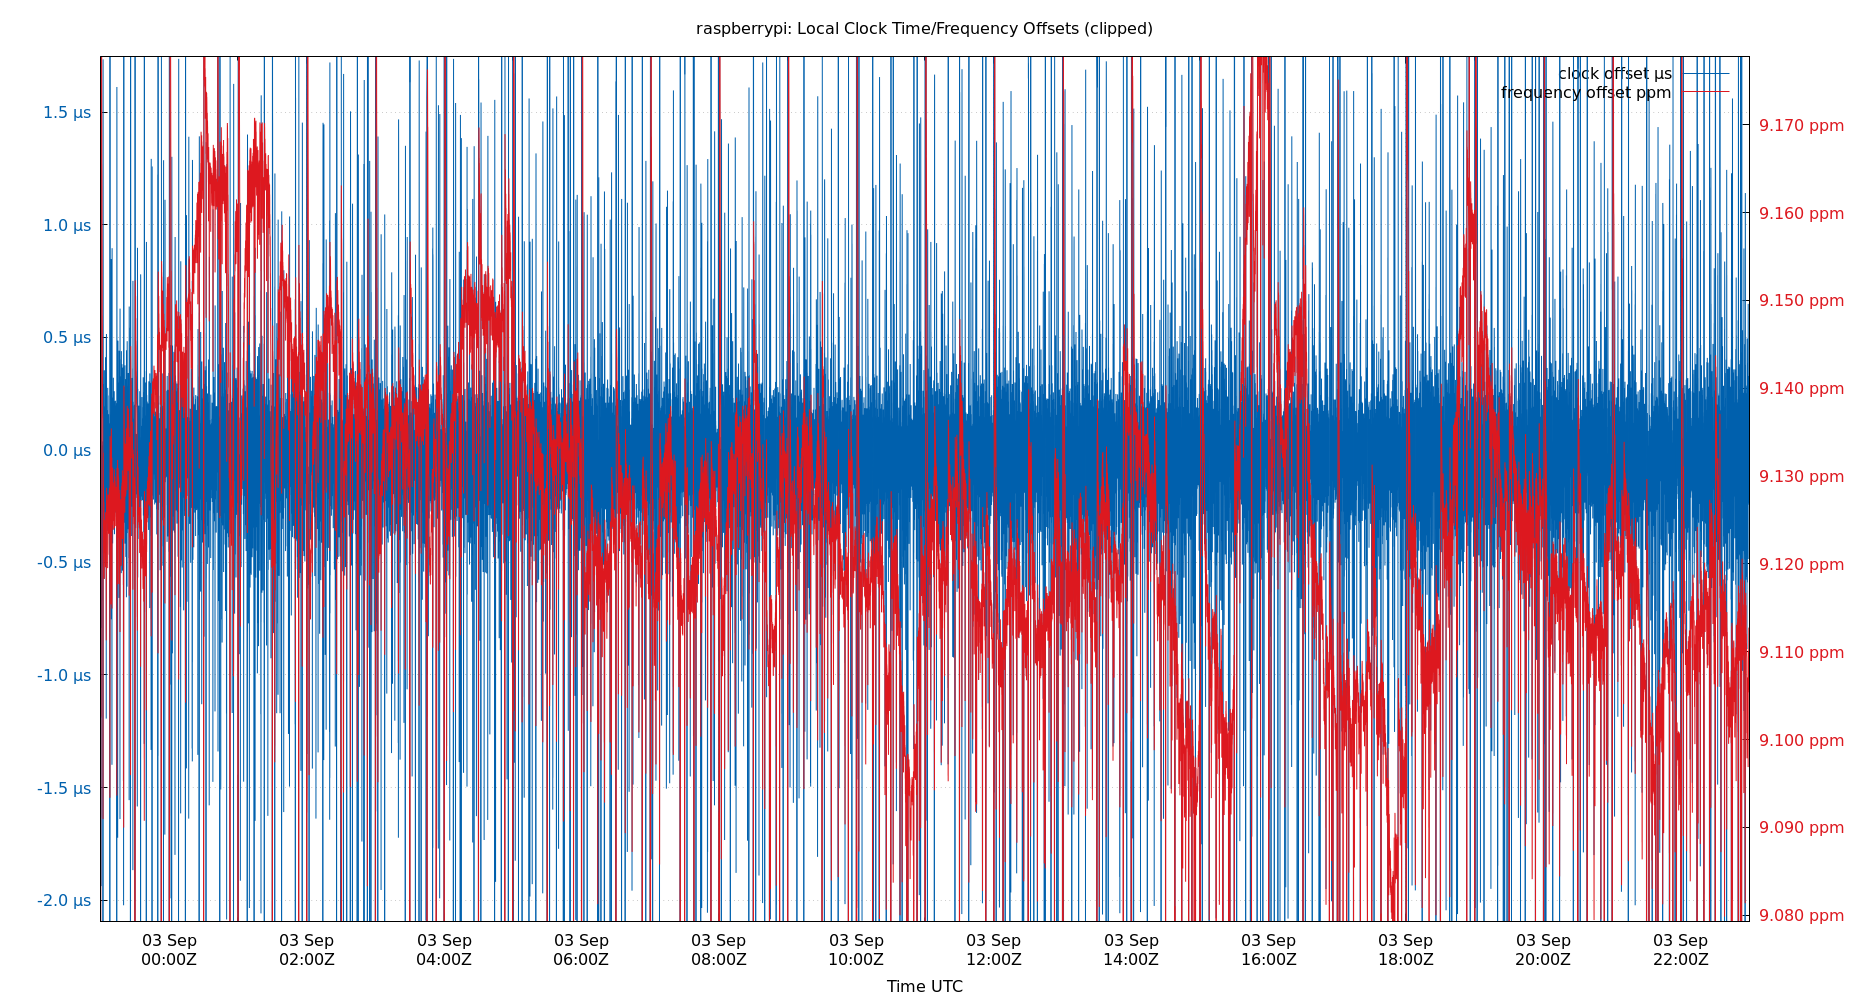 raspberrypi: Local Clock Time/Frequency Offsets (clipped)
clock offset µs
frequency offset ppm
1.5 µs
1.0 µs
0.5 µs
0.0 µs
-0.5 µs
-1.0 µs
-1.5 µs
-2.0 µs
9.170 ppm
9.160 ppm
9.150 ppm
9.140 ppm
9.130 ppm
9.120 ppm
9.110 ppm
9.100 ppm
9.090 ppm
9.080 ppm
03 Sep
00:00Z
03 Sep
02:00Z
03 Sep
04:00Z
03 Sep
06:00Z
03 Sep
08:00Z
03 Sep
10:00Z
03 Sep
12:00Z
03 Sep
14:00Z
03 Sep
16:00Z
03 Sep
18:00Z
03 Sep
20:00Z
03 Sep
22:00Z
Time UTC